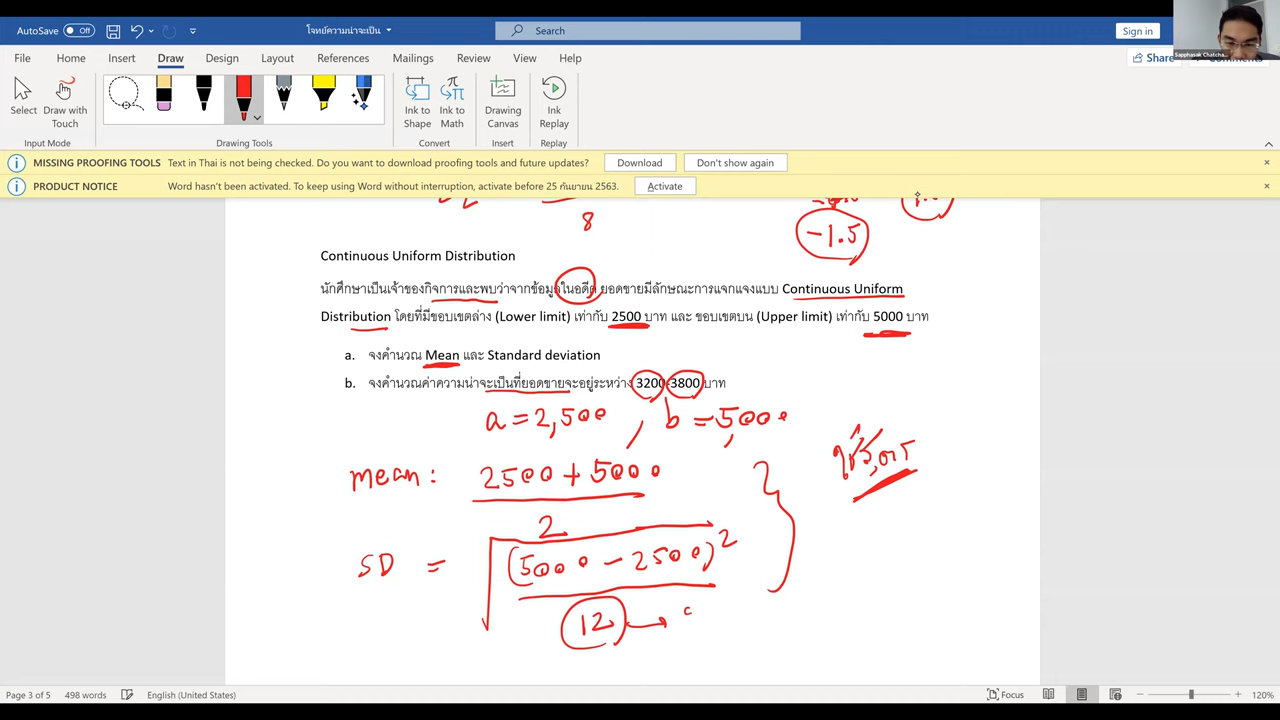 AutoSave Off โจทย์ความน่าจะเป็น Search Sign in
Sapphasak Chatcha...
File Home Insert Draw Design Layout References Mailings Review View Help Share Comments
Select Draw with Touch Ink to Shape Ink to Math Drawing Canvas Ink Replay
Input Mode Drawing Tools Convert Insert Replay
MISSING PROOFING TOOLS Text in Thai is not being checked. Do you want to download proofing tools and future updates? Download Don't show again
PRODUCT NOTICE Word hasn't been activated. To keep using Word without interruption, activate before 25 กันยายน 2563. Activate
8
-1.5
Continuous Uniform Distribution
นักศึกษาเป็นเจ้าของกิจการและพบว่าจากข้อมูลในอดีต ยอดขายมีลักษณะการแจกแจงแบบ Continuous Uniform
Distribution โดยที่มีขอบเขตล่าง (Lower limit) เท่ากับ 2500 บาท และ ขอบเขตบน (Upper limit) เท่ากับ 5000 บาท
a. จงคำนวณ Mean และ Standard deviation
b. จงคำนวณค่าความน่าจะเป็นที่ยอดขายจะอยู่ระหว่าง 3200-3800 บาท
a = 2,500 , b = 5,000
mean: 2500 + 5000
2
SD = √(5000 - 2500)2
12
Page 3 of 5 498 words English (United States) Focus 120%